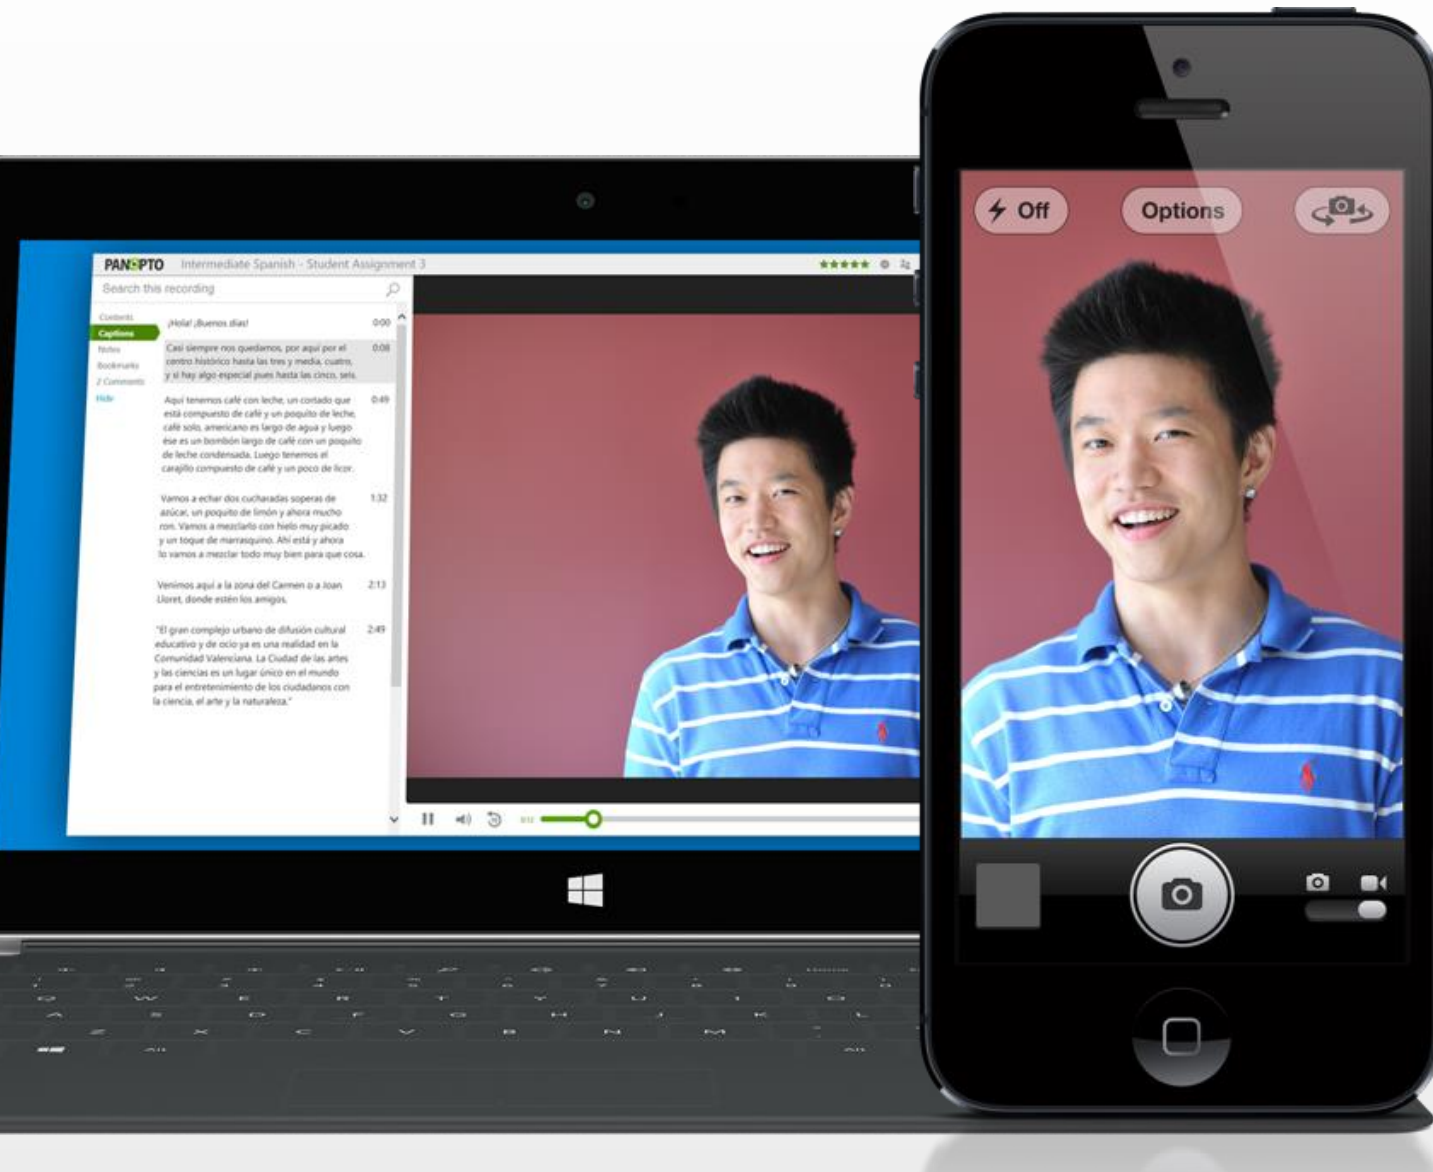 PANOPTO Intermediate Spanish - Student Assignment 3
Search this recording
Contents
Captions
Notes
Bookmarks
2 Comments
Hide
¡Hola! ¡Buenos días! 0:00
Casi siempre nos quedamos, por aquí por el 0:08
centro histórico hasta las tres y media, cuatro,
y si hay algo especial pues hasta las cinco, seis.
Aquí tenemos café con leche, un cortado que 0:49
está compuesto de café y un poquito de leche,
café solo, americano es largo de agua y luego
ése es un bombón largo de café con un poquito
de leche condensada. Luego tenemos el
carajillo compuesto de café y un poco de licor.
Vamos a echar dos cucharadas soperas de 1:32
azúcar, un poquito de limón y ahora mucho
ron. Vamos a mezclarlo con hielo muy picado
y un toque de marrasquino. Ahí está y ahora
lo vamos a mezclar todo muy bien para que cosa.
Venimos aquí a la zona del Carmen o a Joan 2:13
Lloret, donde estén los amigos.
"El gran complejo urbano de difusión cultural 2:49
educativo y de ocio ya es una realidad en la
Comunidad Valenciana. La Ciudad de las artes
y las ciencias es un lugar único en el mundo
para el entretenimiento de los ciudadanos con
la ciencia, el arte y la naturaleza."
Off
Options
Q W E R T Y U I O
A S D F G H J K L
Z X C V B N M
Alt Alt